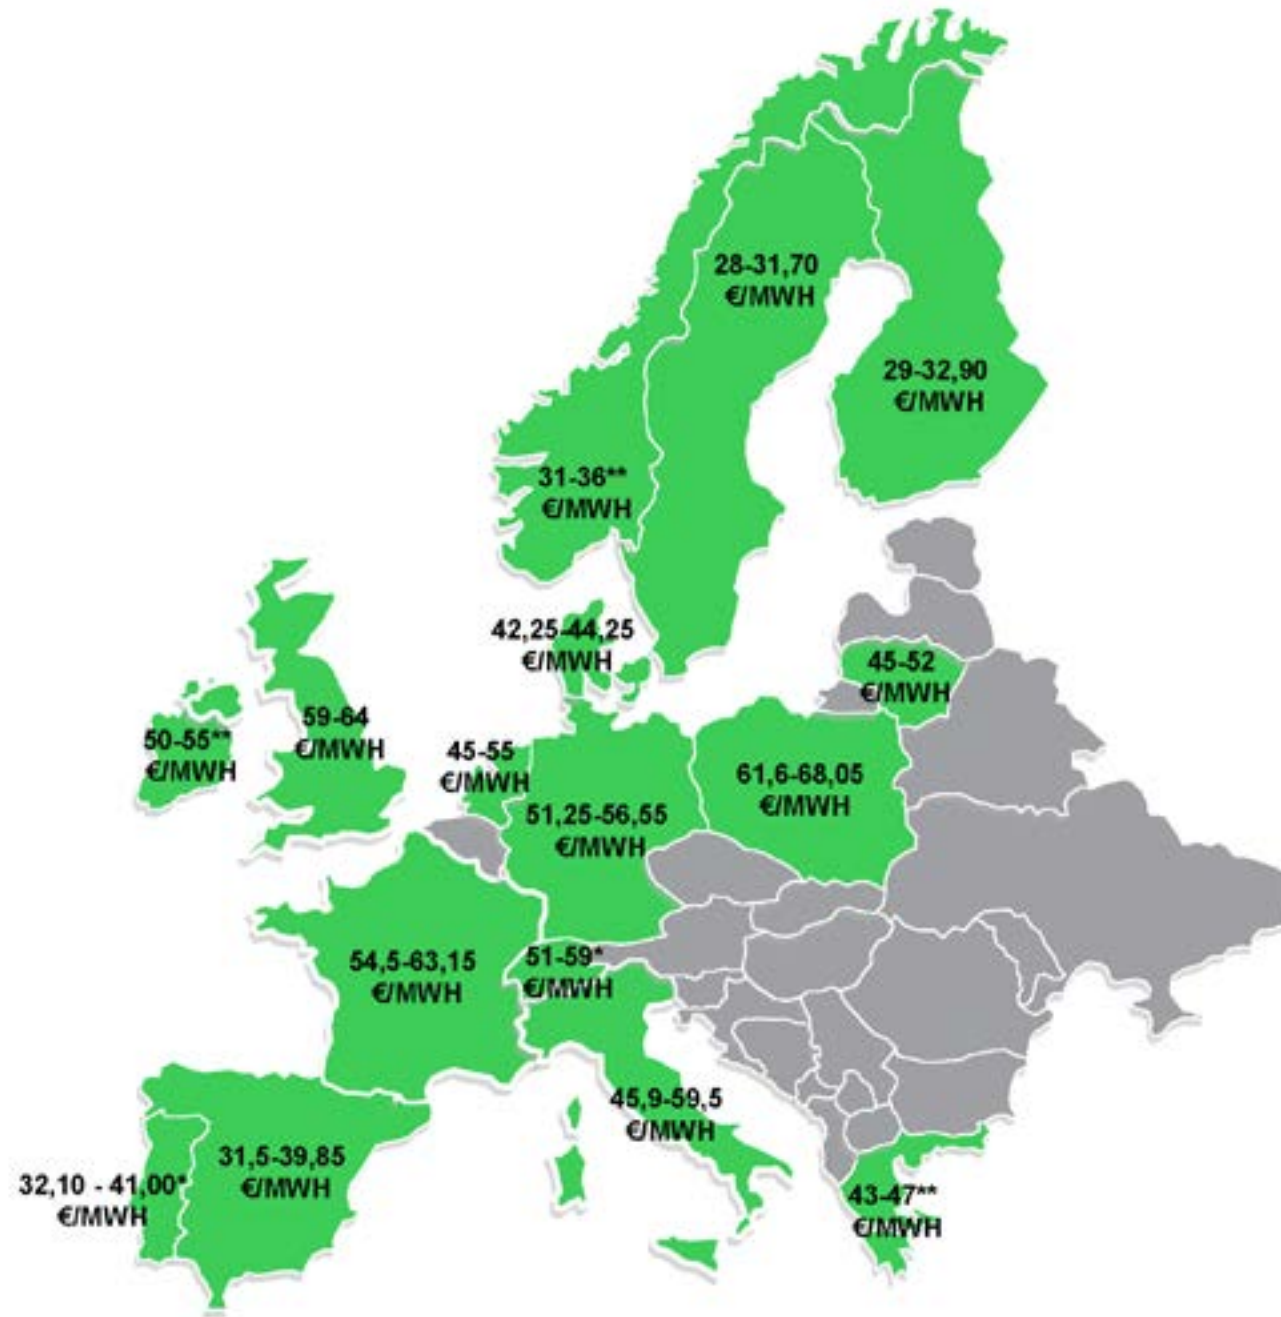 28-31,70
€/MWH
29-32,90
€/MWH
31-36**
€/MWH
42,25-44,25
€/MWH
45-52
€/MWH
59-64
€/MWH
50-55**
€/MWH
45-55
€/MWH
61,6-68,05
€/MWH
51,25-56,55
€/MWH
54,5-63,15
€/MWH
51-59*
€/MWH
45,9-59,5
€/MWH
31,5-39,85
€/MWH
32,10 - 41,00*
€/MWH
43-47**
€/MWH